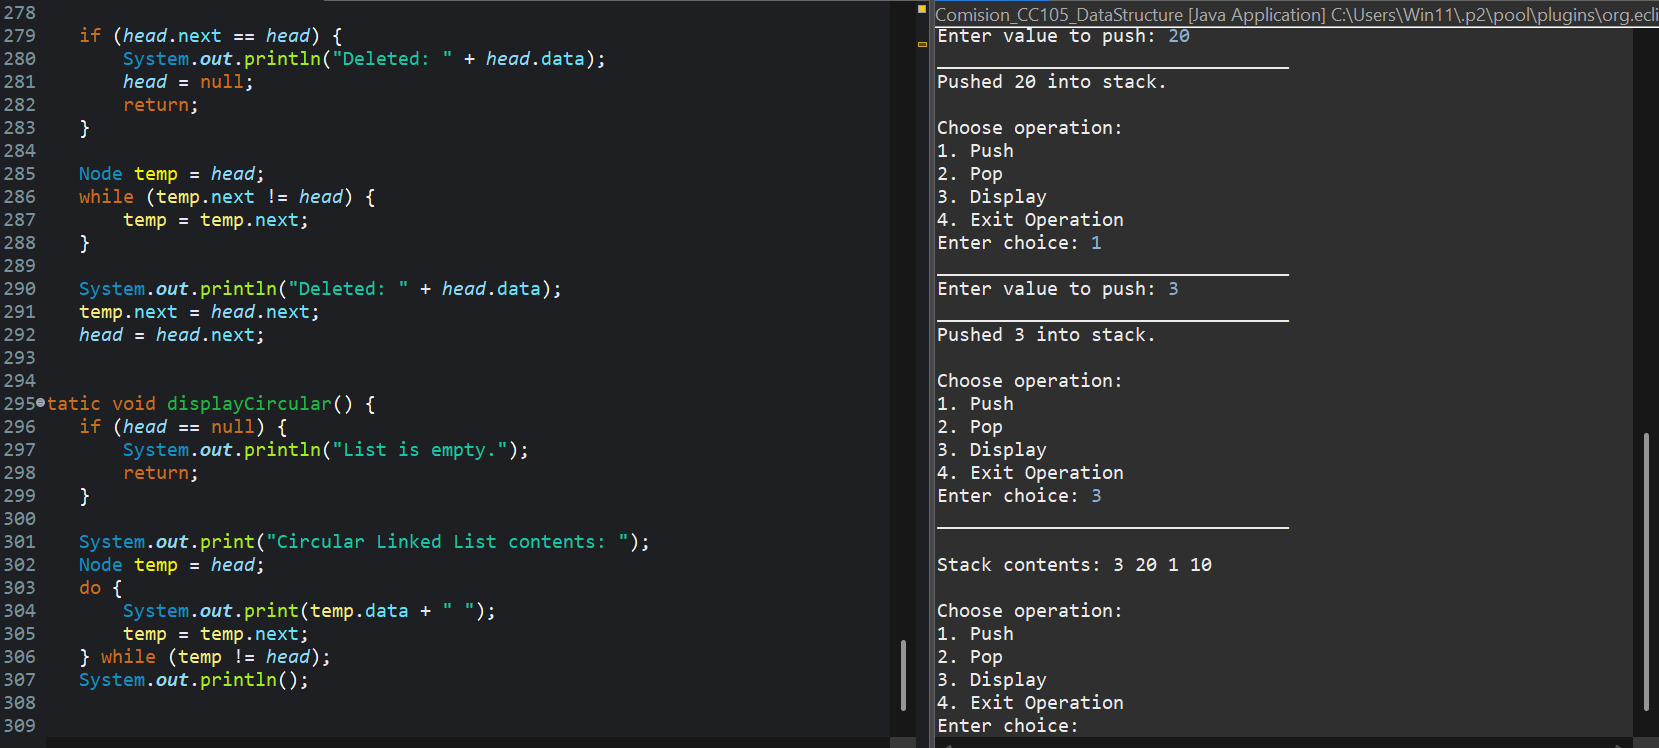 278
279 if (head.next == head) {
280 System.out.println("Deleted: " + head.data);
281 head = null;
282 return;
283 }
284
285 Node temp = head;
286 while (temp.next != head) {
287 temp = temp.next;
288 }
289
290 System.out.println("Deleted: " + head.data);
291 temp.next = head.next;
292 head = head.next;
293
294
295 tatic void displayCircular() {
296 if (head == null) {
297 System.out.println("List is empty.");
298 return;
299 }
300
301 System.out.print("Circular Linked List contents: ");
302 Node temp = head;
303 do {
304 System.out.print(temp.data + " ");
305 temp = temp.next;
306 } while (temp != head);
307 System.out.println();
308
309
Comision_CC105_DataStructure [Java Application] C:\Users\Win11\.p2\pool\plugins\org.ecli
Enter value to push: 20
Pushed 20 into stack.
Choose operation:
1. Push
2. Pop
3. Display
4. Exit Operation
Enter choice: 1
Enter value to push: 3
Pushed 3 into stack.
Choose operation:
1. Push
2. Pop
3. Display
4. Exit Operation
Enter choice: 3
Stack contents: 3 20 1 10
Choose operation:
1. Push
2. Pop
3. Display
4. Exit Operation
Enter choice: